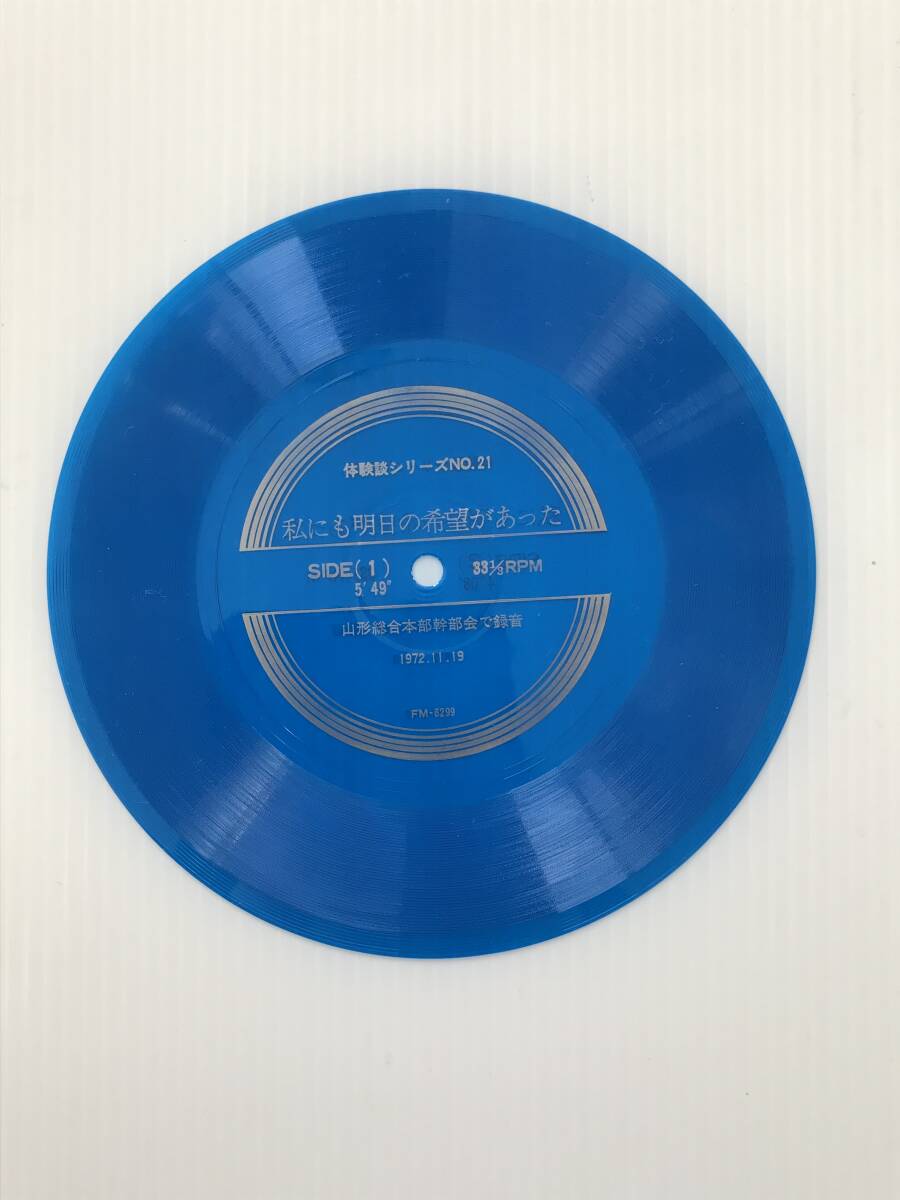 体験談シリーズNO.21
私にも明日の希望があった
SIDE(1) 33⅓RPM
5′49″
山形総合本部幹部会で録音
1972.11.19
FM-6299